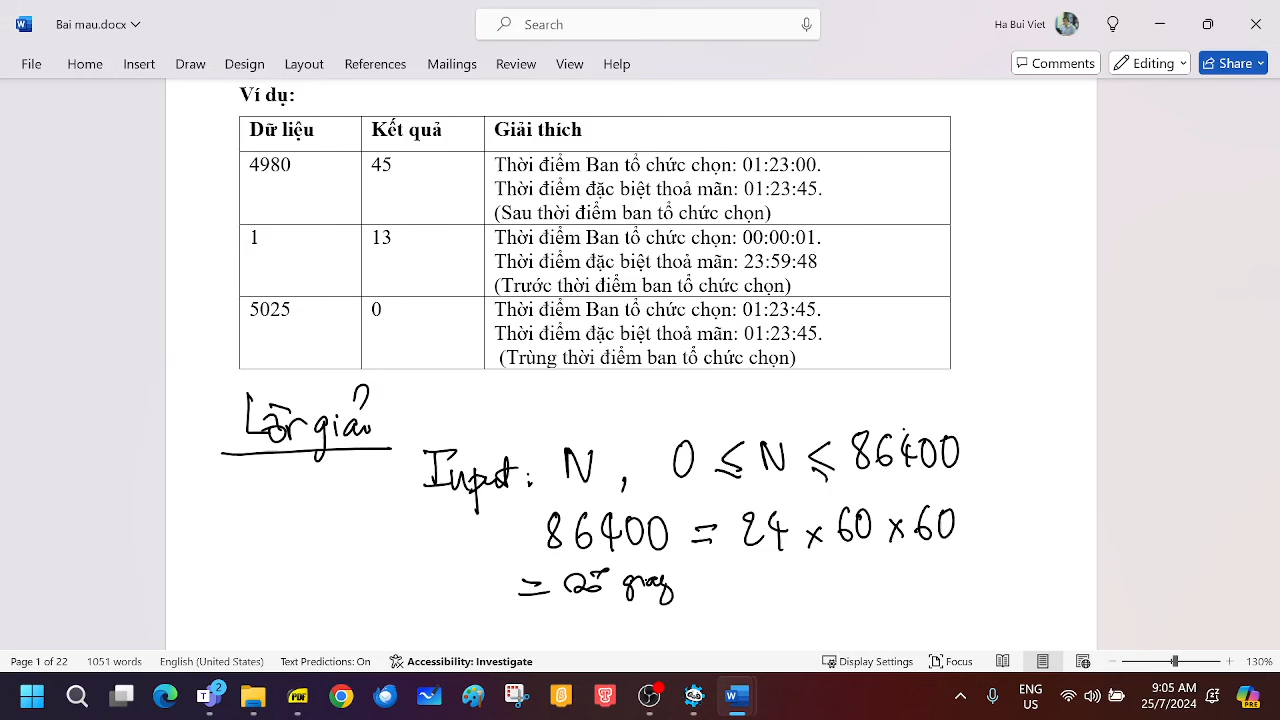 Bai mau.docx
Search
Ha Bui Viet
File Home Insert Draw Design Layout References Mailings Review View Help
Comments Editing Share
Ví dụ:
Dữ liệu Kết quả Giải thích
4980 45 Thời điểm Ban tổ chức chọn: 01:23:00.
Thời điểm đặc biệt thoả mãn: 01:23:45.
(Sau thời điểm ban tổ chức chọn)
1 13 Thời điểm Ban tổ chức chọn: 00:00:01.
Thời điểm đặc biệt thoả mãn: 23:59:48
(Trước thời điểm ban tổ chức chọn)
5025 0 Thời điểm Ban tổ chức chọn: 01:23:45.
Thời điểm đặc biệt thoả mãn: 01:23:45.
(Trùng thời điểm ban tổ chức chọn)
Lời giải
Input: N, 0 ≤ N ≤ 86400
86400 = 24 × 60 × 60
= số giây
Page 1 of 22 1051 words English (United States) Text Predictions: On Accessibility: Investigate Display Settings Focus 130%
ENG 9:05 AM
US 25/7/2024